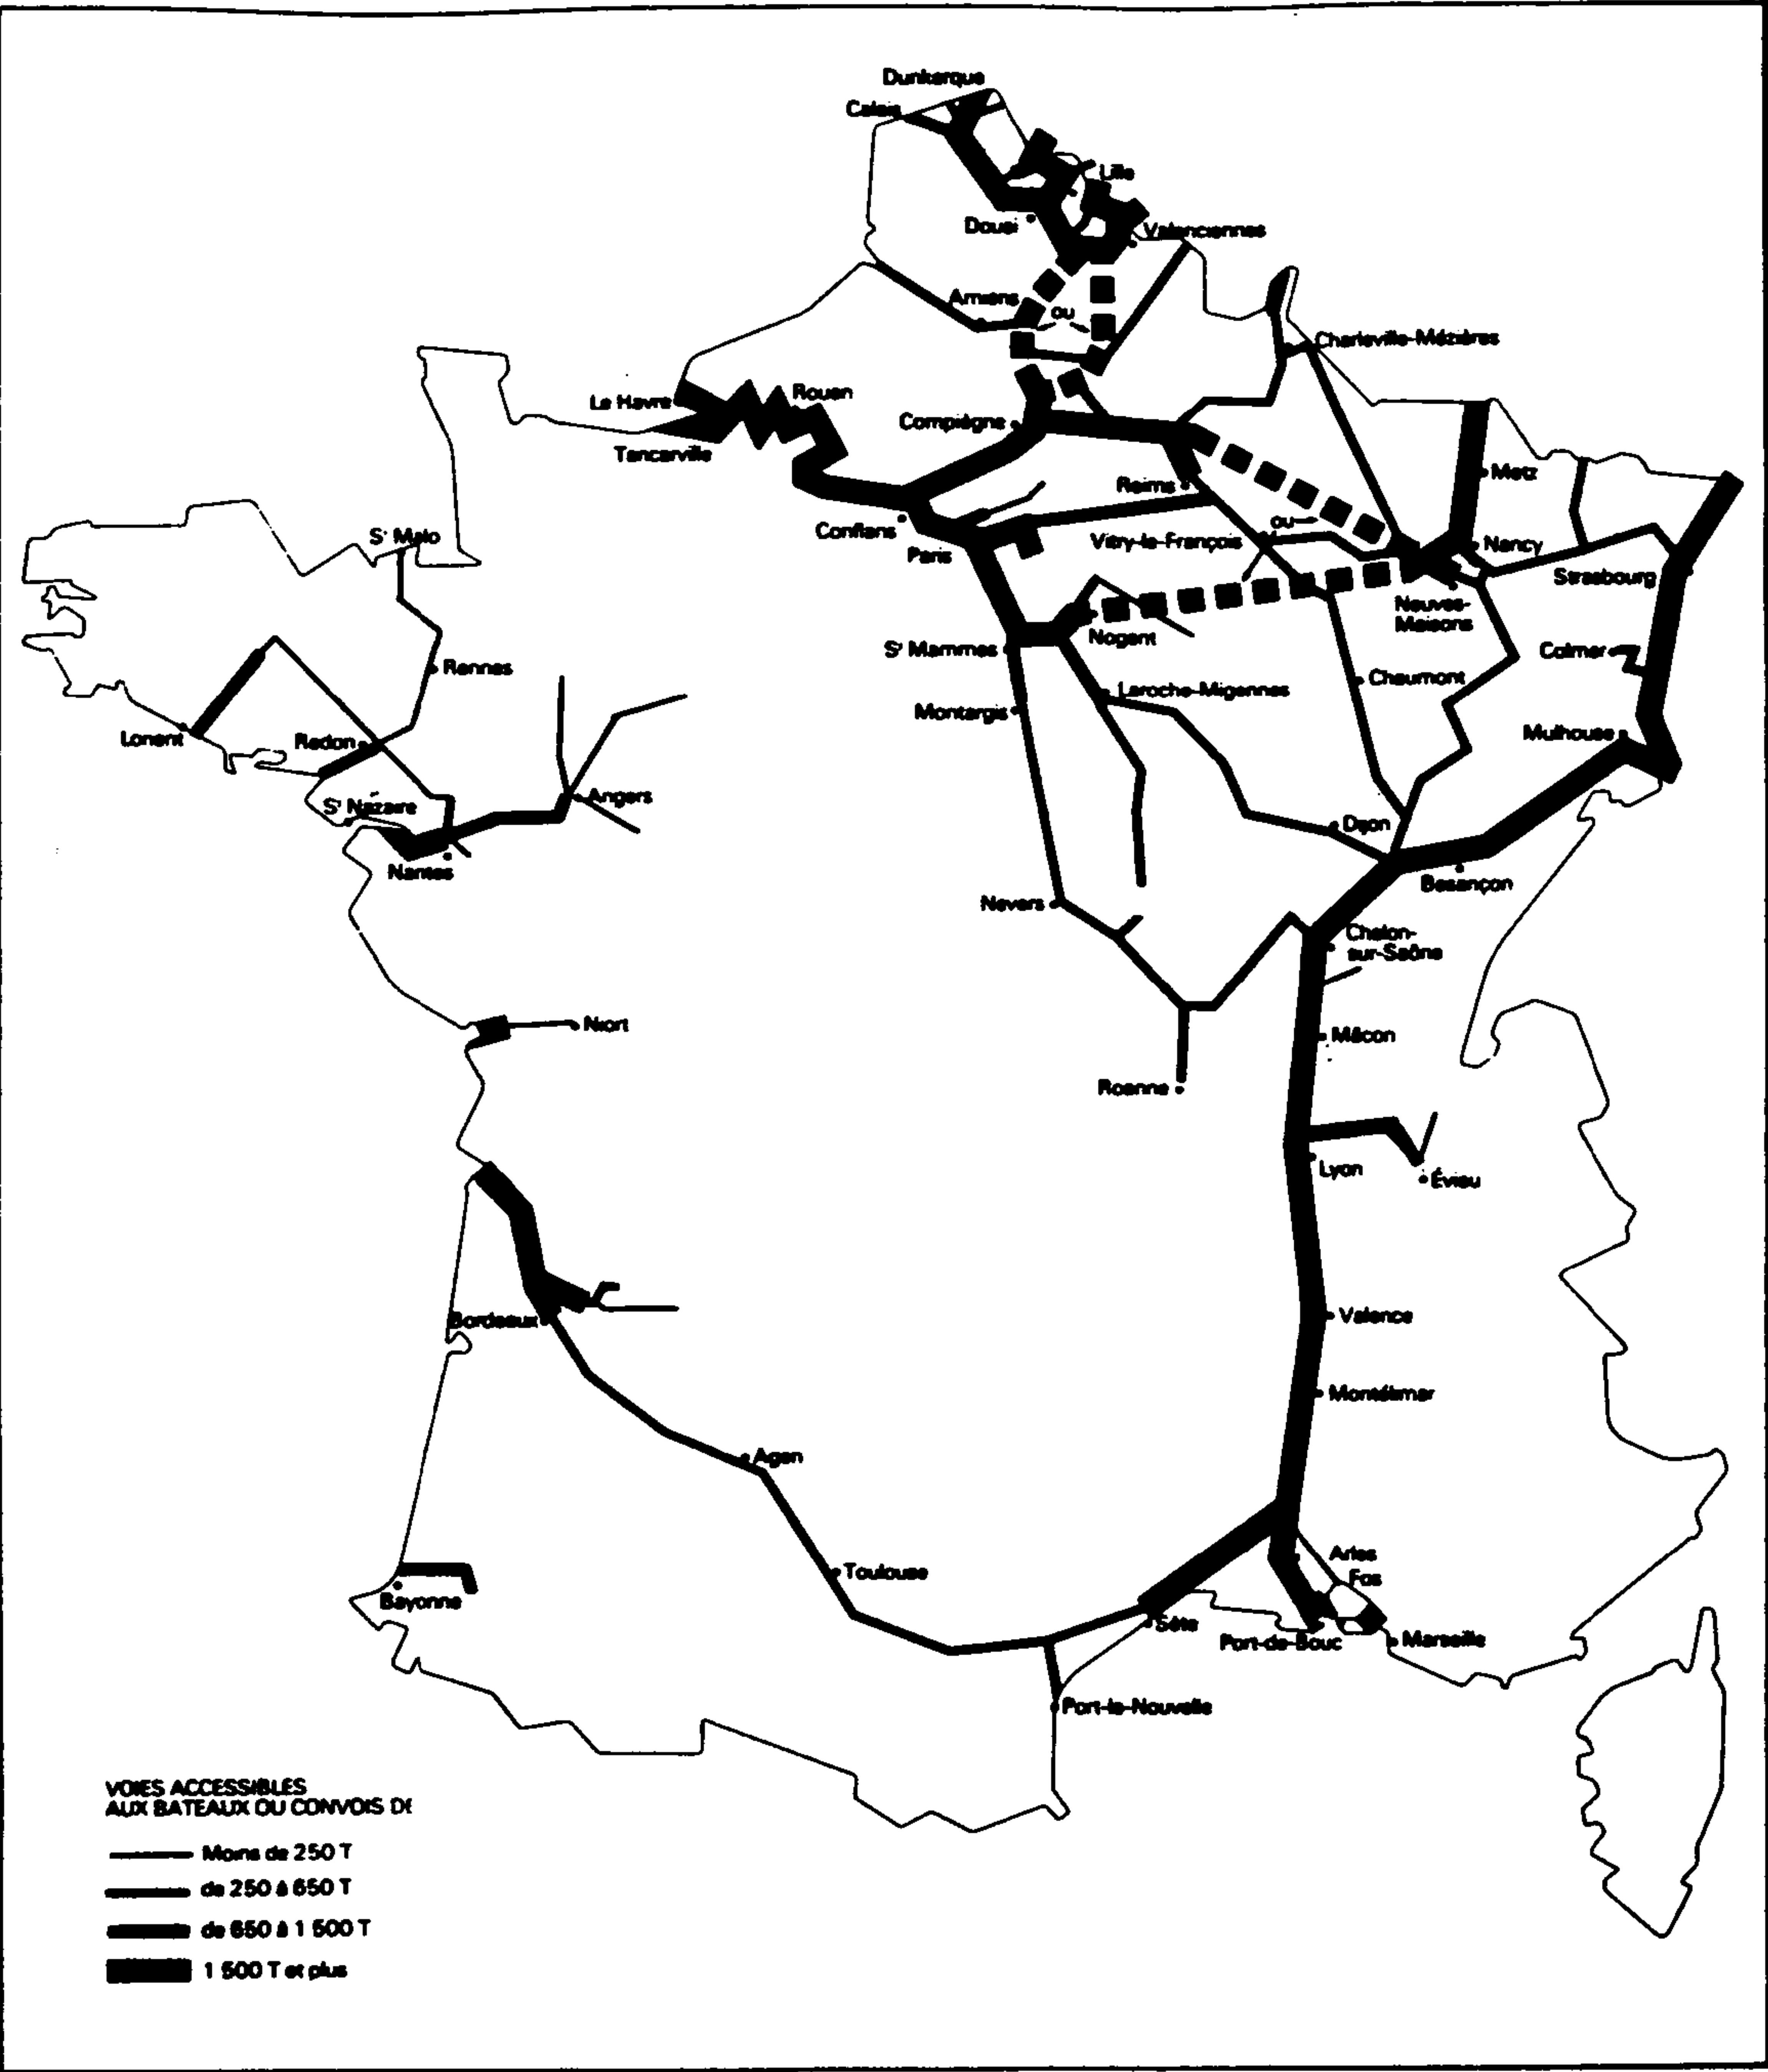 Dunkerque
Calais
Lille
Douai
Valenciennes
Amiens
ou
Charleville-Mézières
Le Havre
Rouen
Tancarville
Compiègne
Metz
Reims
Conflans
Paris
Vitry-le-François
ou
Nancy
Strasbourg
S' Malo
Neuves-
Maisons
Nogent
S' Mammes
Colmar
Rennes
Chaumont
Laroche-Migennes
Montargis
Mulhouse
Lorient
Redon
Angers
S' Nazaire
Dijon
Nantes
Besançon
Nevers
Chalon-
sur-Saône
Niort
Mâcon
Roanne
Lyon
Évieu
Valence
Bordeaux
Montélimar
Agen
Arles
Fos
Toulouse
Bayonne
Sète
Port-de-Bouc
Marseille
Port-la-Nouvelle
VOIES ACCESSIBLES
AUX BATEAUX OU CONVOIS DE
Moins de 250 T
de 250 à 650 T
de 650 à 1 500 T
1 500 T et plus